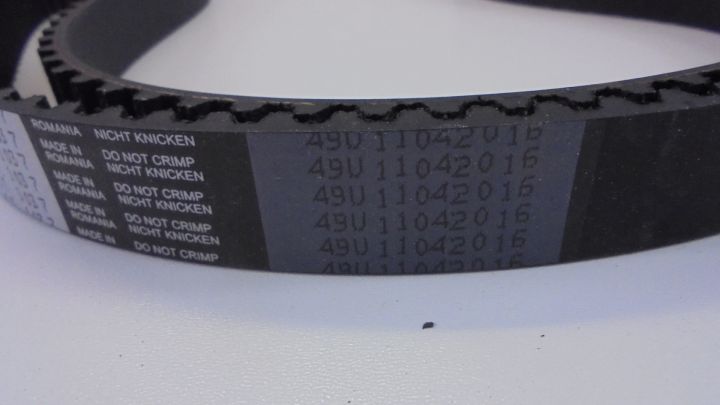 ROMANIA NICHT KNICKEN 49U 11042016
MADE IN DO NOT CRIMP
ROMANIA NICHT KNICKEN 49U 11042016
MADE IN DO NOT CRIMP
ROMANIA NICHT KNICKEN 49U 11042016
MADE IN DO NOT CRIMP
ROMANIA NICHT KNICKEN 49U 11042016
MADE IN DO NOT CRIMP 49U 11042016
49U 11042016